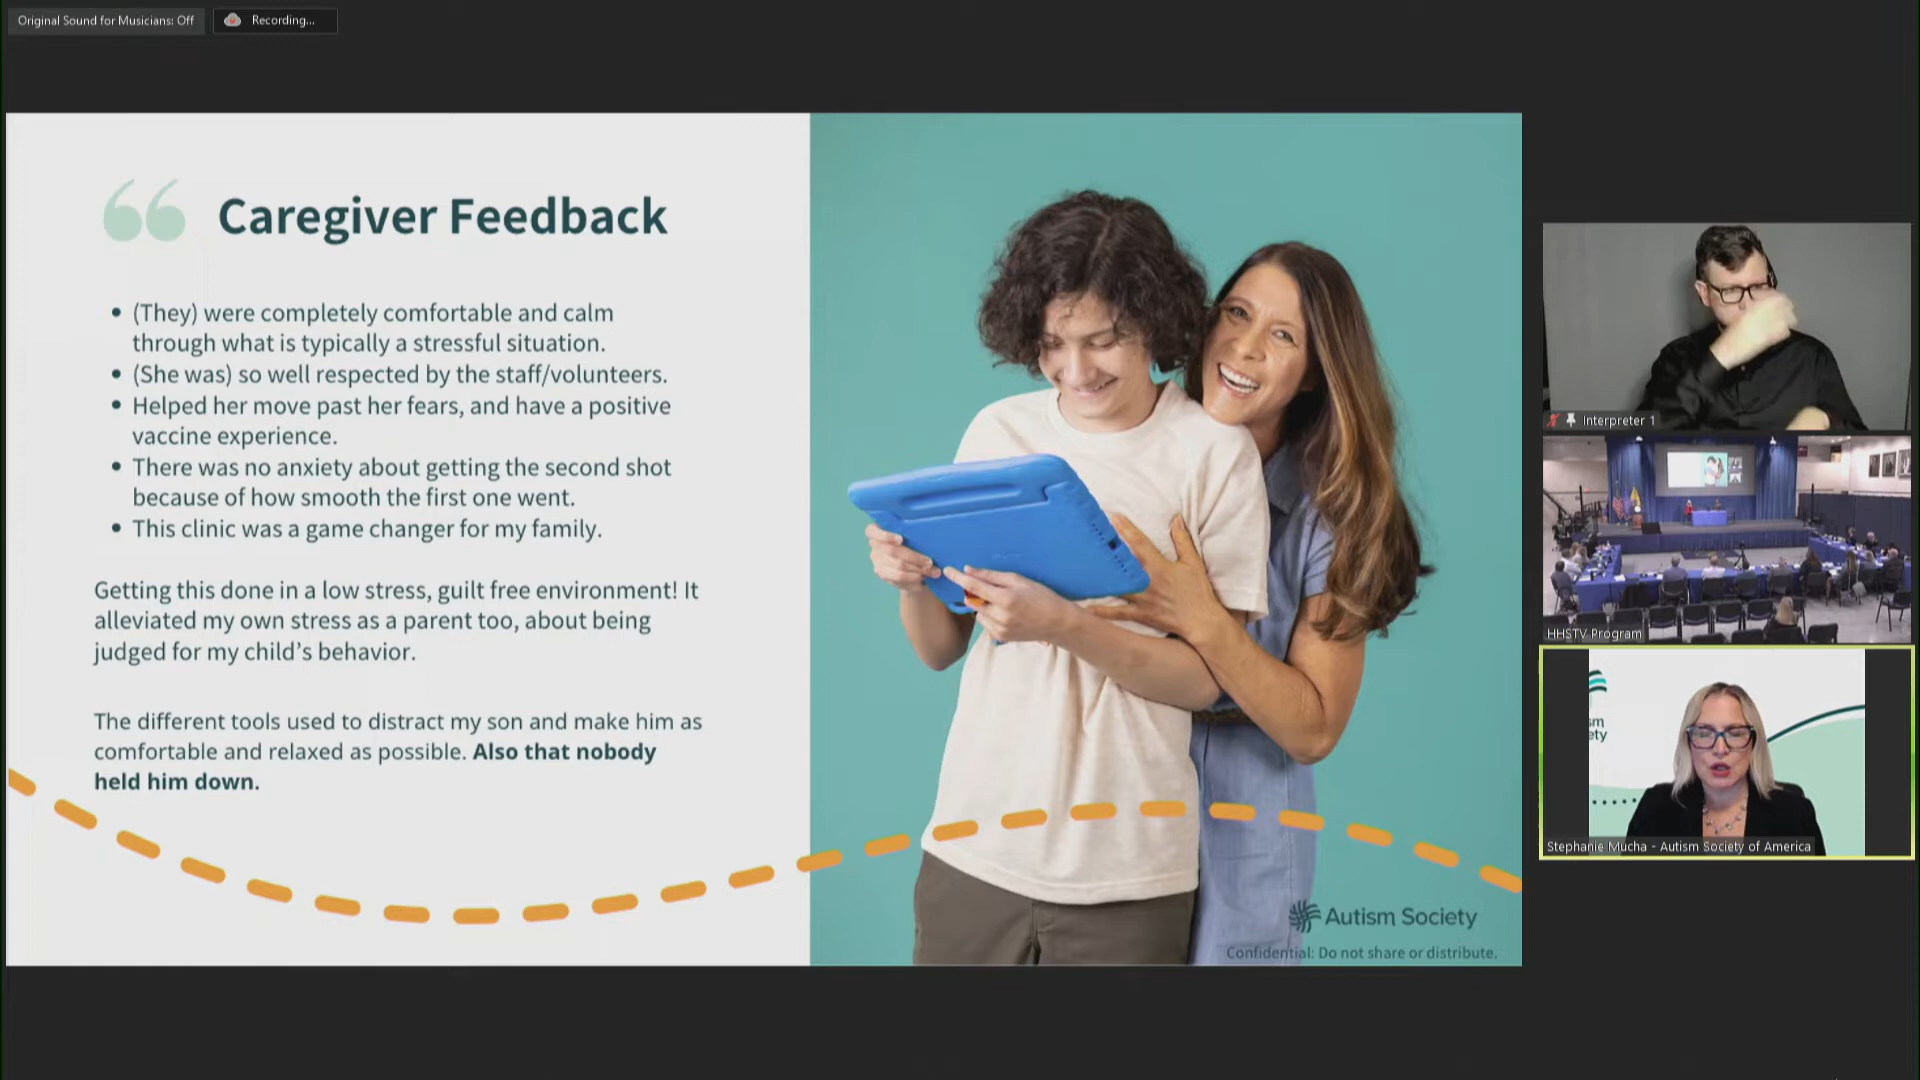 Original Sound for Musicians: Off
Recording...
Caregiver Feedback
(They) were completely comfortable and calm
through what is typically a stressful situation.
(She was) so well respected by the staff/volunteers.
Helped her move past her fears, and have a positive
vaccine experience.
There was no anxiety about getting the second shot
because of how smooth the first one went.
This clinic was a game changer for my family.
Getting this done in a low stress, guilt free environment! It
alleviated my own stress as a parent too, about being
judged for my child's behavior.
The different tools used to distract my son and make him as
comfortable and relaxed as possible. Also that nobody
held him down.
Autism Society
Confidential: Do not share or distribute.
Interpreter 1
HHSTV Program
sm
ety
Stephanie Mucha - Autism Society of America